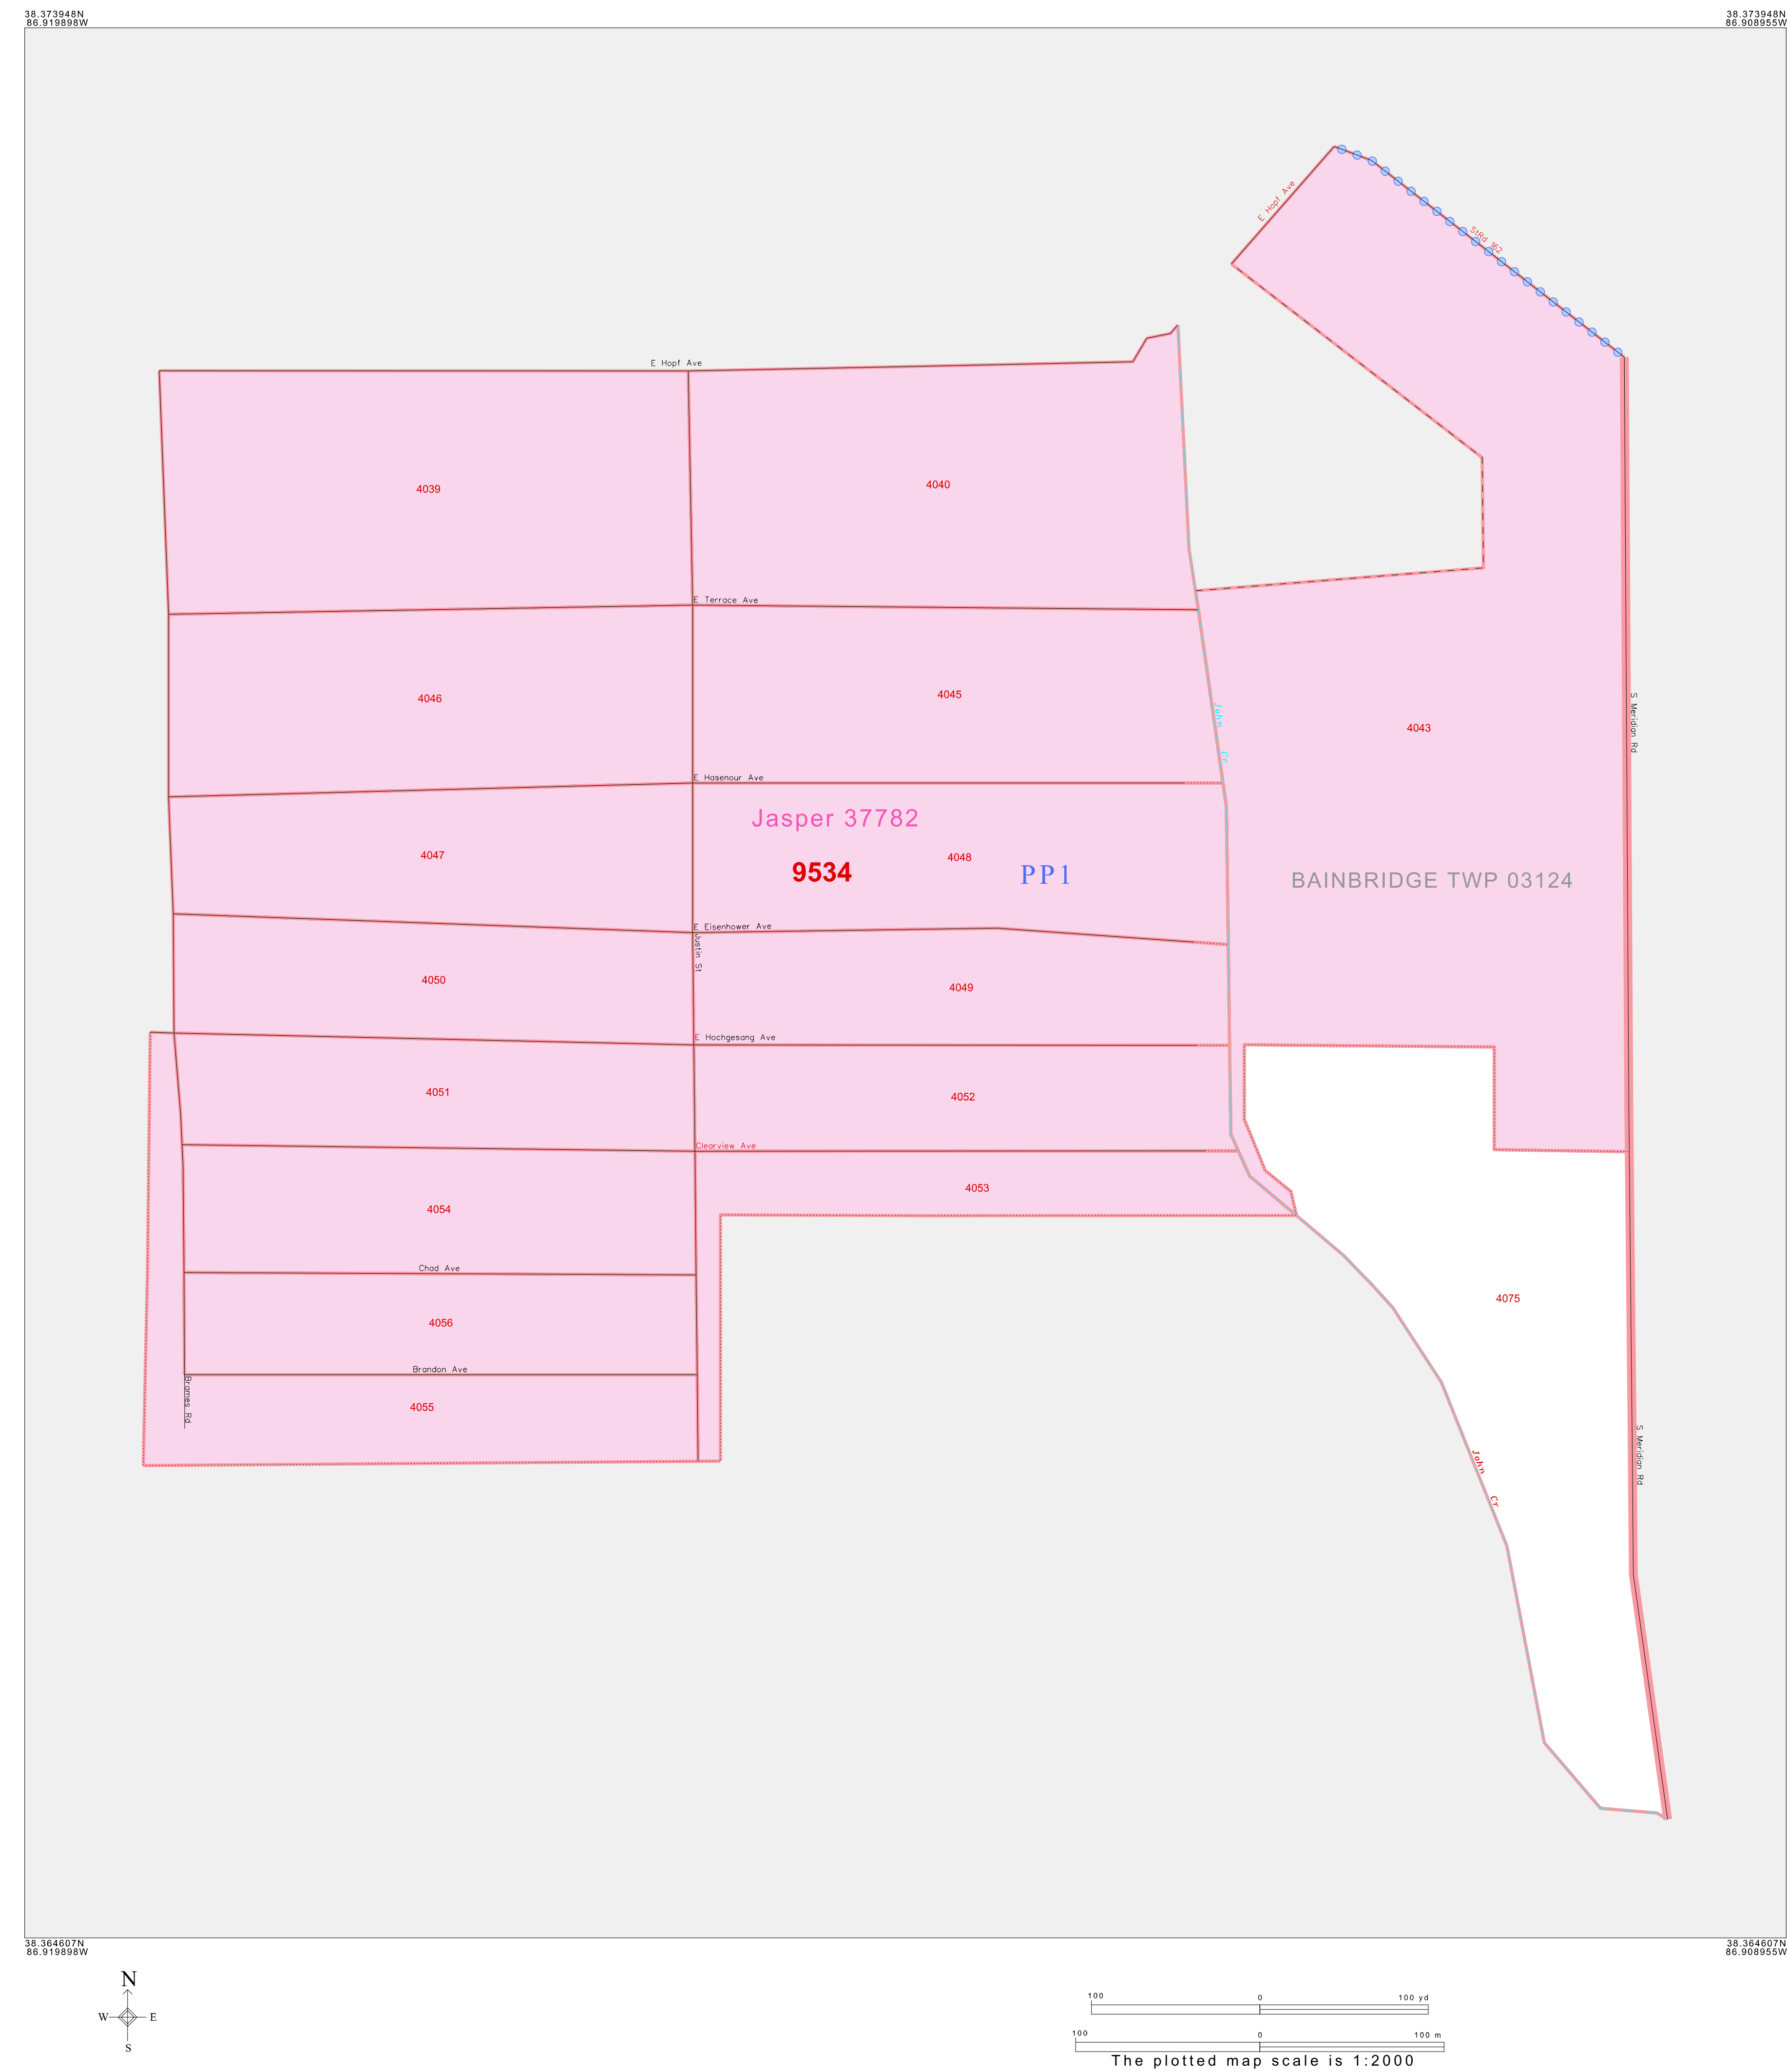 38.373948N
86.919898W
38.373948N
86.908955W
E Hopf Ave
StRd 162
E Hopf Ave
4039
4040
E Terrace Ave
4046
4045
John Cr
4043
S Meridian Rd
E Hasenour Ave
Jasper 37782
4047
4048
9534
PP1
BAINBRIDGE TWP 03124
E Eisenhower Ave
Justin St
4050
4049
E Hochgesang Ave
4051
4052
Clearview Ave
4053
4054
Chad Ave
4075
4056
Brandon Ave
Brames Rd
4055
S Meridian Rd
John Cr
38.364607N
86.919898W
38.364607N
86.908955W
N
W E
S
100 0 100 yd
100 0 100 m
The plotted map scale is 1:2000